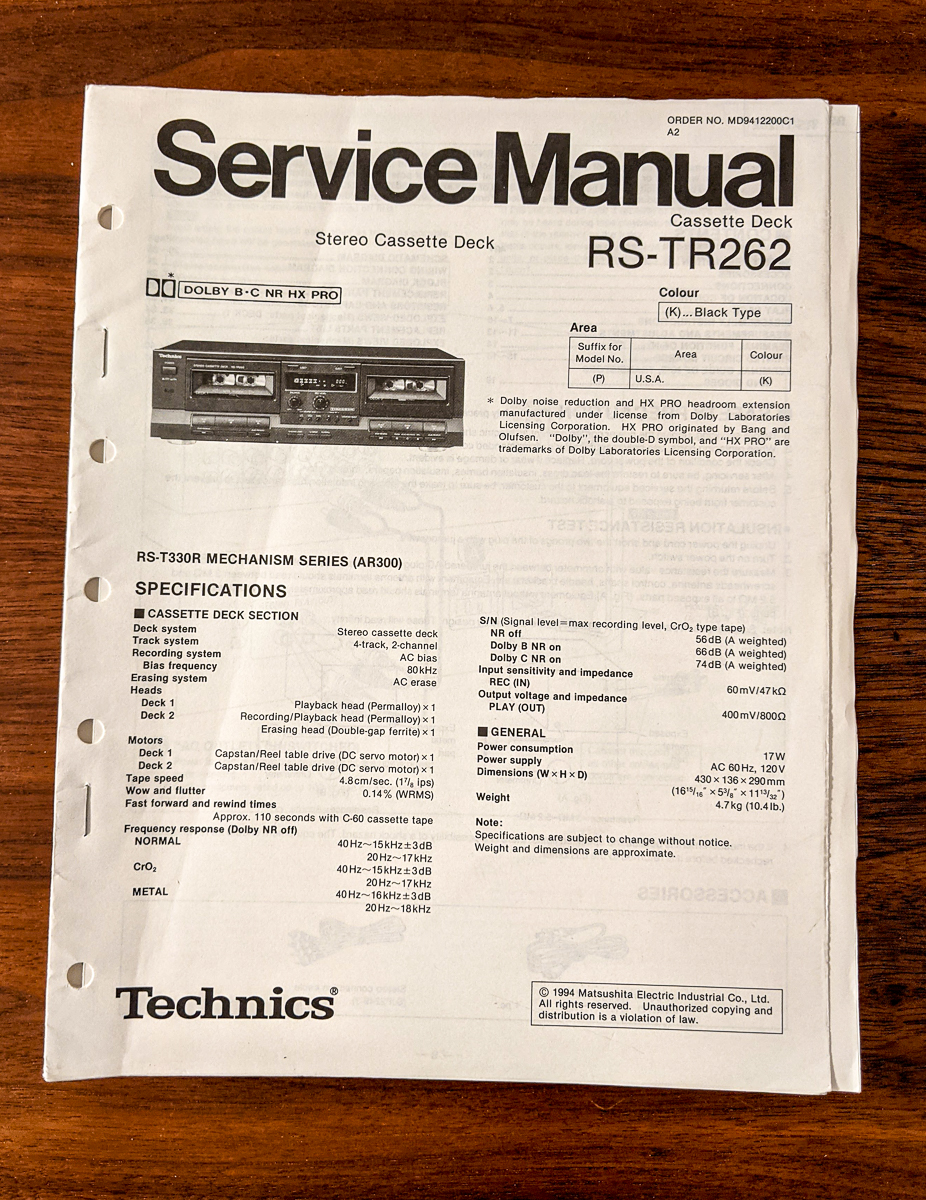 ORDER NO. MD9412200C1
A2
Service Manual
Cassette Deck
Stereo Cassette Deck
RS-TR262
*
DOLBY B·C NR HX PRO
Colour
(K)...Black Type
Area
Suffix for Model No. Area Colour
(P) U.S.A. (K)
Technics
* Dolby noise reduction and HX PRO headroom extension
manufactured under license from Dolby Laboratories
Licensing Corporation. HX PRO originated by Bang and
Olufsen. "Dolby", the double-D symbol, and "HX PRO" are
trademarks of Dolby Laboratories Licensing Corporation.
RS-T330R MECHANISM SERIES (AR300)
SPECIFICATIONS
■ CASSETTE DECK SECTION
Deck system Stereo cassette deck
Track system 4-track, 2-channel
Recording system AC bias
Bias frequency 80kHz
Erasing system AC erase
Heads
Deck 1 Playback head (Permalloy)×1
Deck 2 Recording/Playback head (Permalloy)×1
Erasing head (Double-gap ferrite)×1
Motors
Deck 1 Capstan/Reel table drive (DC servo motor)×1
Deck 2 Capstan/Reel table drive (DC servo motor)×1
Tape speed 4.8cm/sec. (1⁷/₈ ips)
Wow and flutter 0.14% (WRMS)
Fast forward and rewind times
Approx. 110 seconds with C-60 cassette tape
Frequency response (Dolby NR off)
NORMAL 40Hz~15kHz±3dB
20Hz~17kHz
CrO₂ 40Hz~15kHz±3dB
20Hz~17kHz
METAL 40Hz~16kHz±3dB
20Hz~18kHz
S/N (Signal level=max recording level, CrO₂ type tape)
NR off 56dB (A weighted)
Dolby B NR on 66dB (A weighted)
Dolby C NR on 74dB (A weighted)
Input sensitivity and impedance
REC (IN) 60mV/47kΩ
Output voltage and impedance
PLAY (OUT) 400mV/800Ω
■ GENERAL
Power consumption 17W
Power supply AC 60Hz, 120V
Dimensions (W×H×D) 430×136×290mm
(16¹⁵/₁₆″×5³/₈″×11¹³/₃₂″)
Weight 4.7kg (10.4lb.)
Note:
Specifications are subject to change without notice.
Weight and dimensions are approximate.
Technics®
© 1994 Matsushita Electric Industrial Co., Ltd.
All rights reserved. Unauthorized copying and
distribution is a violation of law.